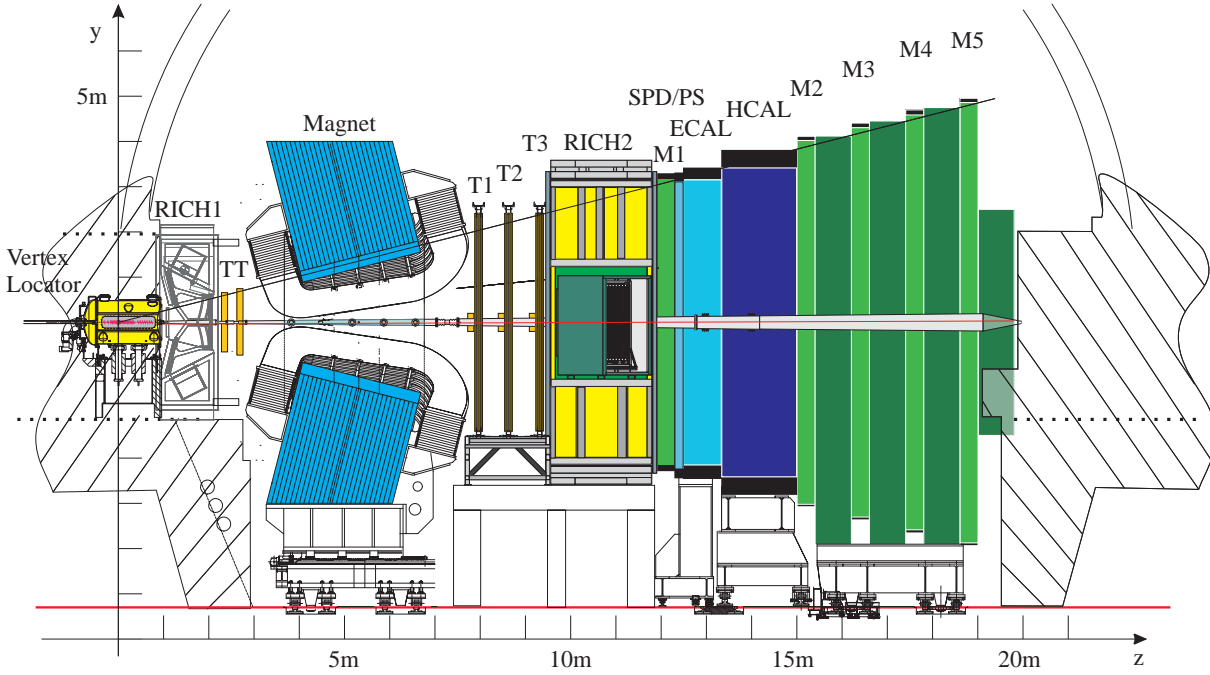 y
5m
M5
M4
M3
M2
SPD/PS
HCAL
ECAL
Magnet
T3
RICH2
M1
T2
T1
RICH1
Vertex
Locator
TT
5m
10m
15m
20m
z